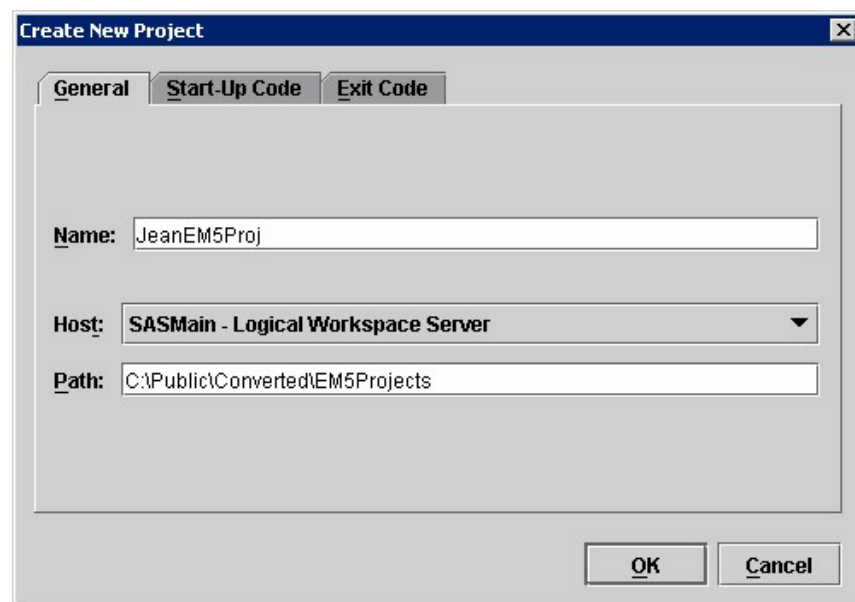 Create New Project
General Start-Up Code Exit Code
Name: JeanEM5Proj
Host: SASMain - Logical Workspace Server
Path: C:\Public\Converted\EM5Projects
OK Cancel